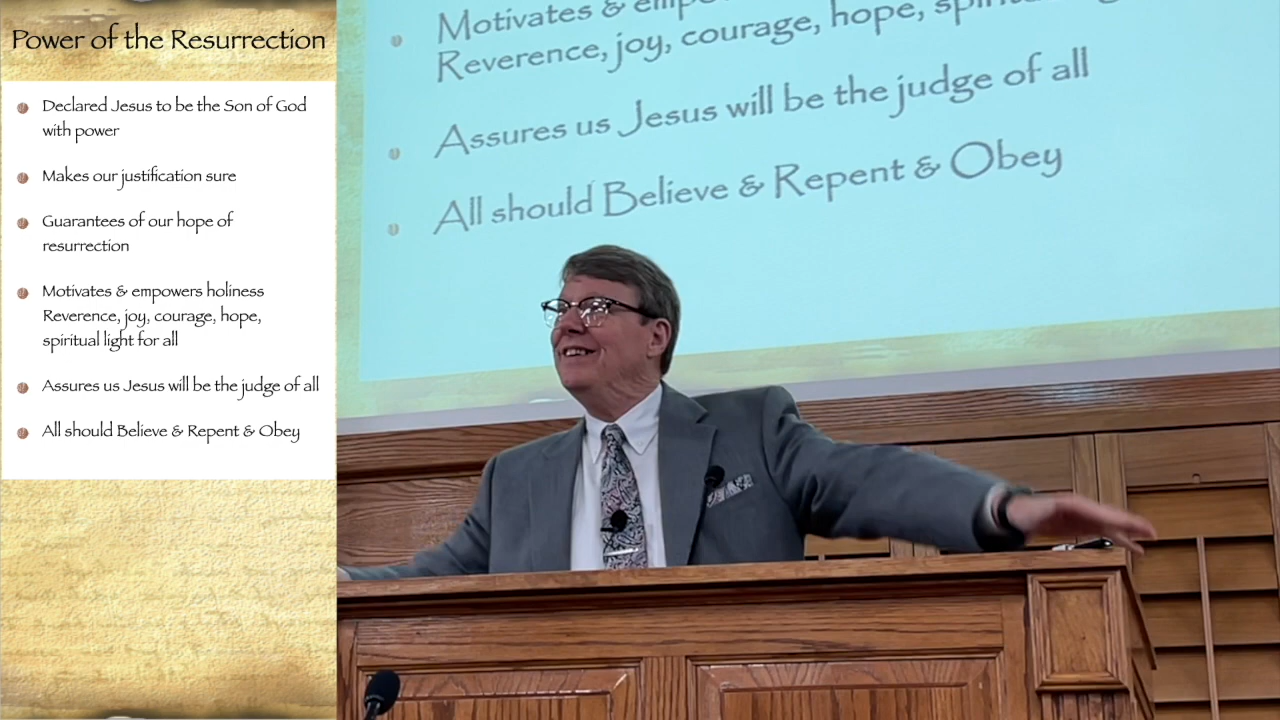 Power of the Resurrection
Declared Jesus to be the Son of God
with power
Makes our justification sure
Guarantees of our hope of
resurrection
Motivates & empowers holiness
Reverence, joy, courage, hope,
spiritual light for all
Assures us Jesus will be the judge of all
All should Believe & Repent & Obey
Motivates &
Reverence, joy, courage, hope,
Assures us Jesus will be the judge of all
All should Believe & Repent & Obey